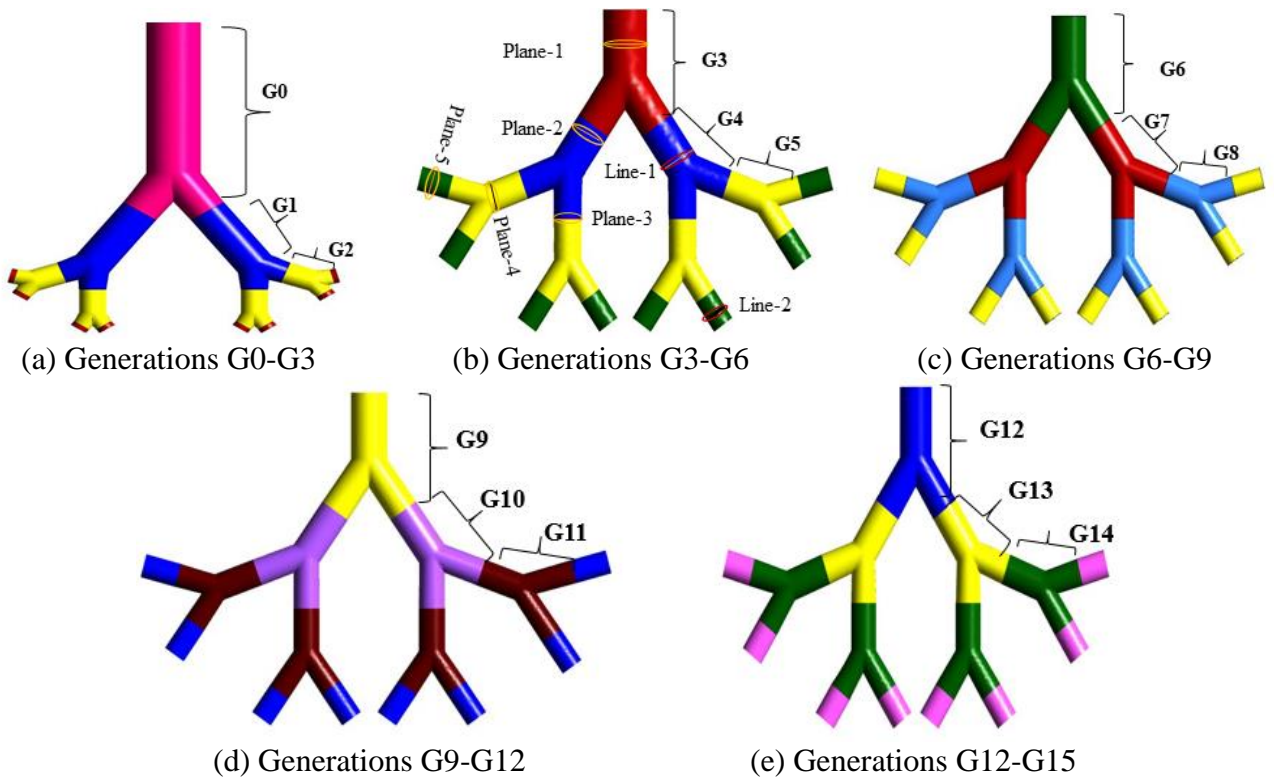 G0
G1
G2
(a) Generations G0-G3
Plane-1
G3
Plane-2
G4
Plane-5
Line-1
G5
Plane-3
Plane-4
Line-2
(b) Generations G3-G6
G6
G7
G8
(c) Generations G6-G9
G9
G10
G11
(d) Generations G9-G12
G12
G13
G14
(e) Generations G12-G15